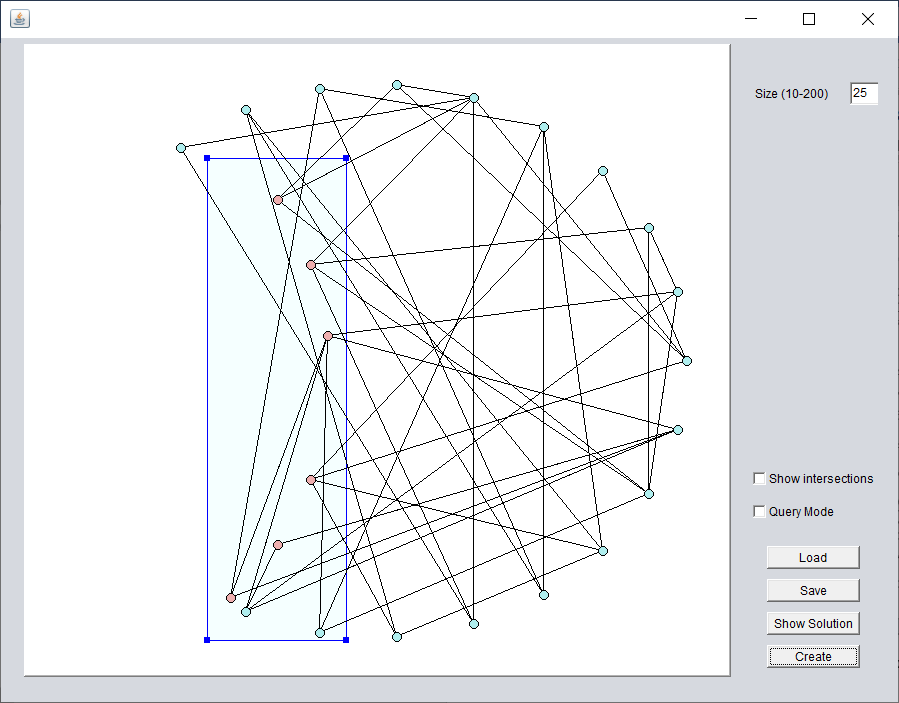 Size (10-200) 25
Show intersections
Query Mode
Load
Save
Show Solution
Create